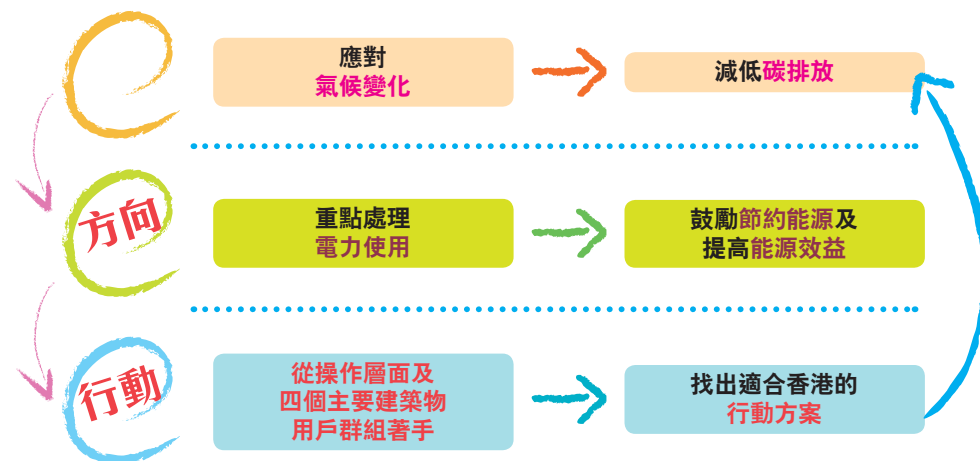 應對
氣候變化
減低碳排放
方向
重點處理
電力使用
鼓勵節約能源及
提高能源效益
行動
從操作層面及
四個主要建築物
用戶群組著手
找出適合香港的
行動方案